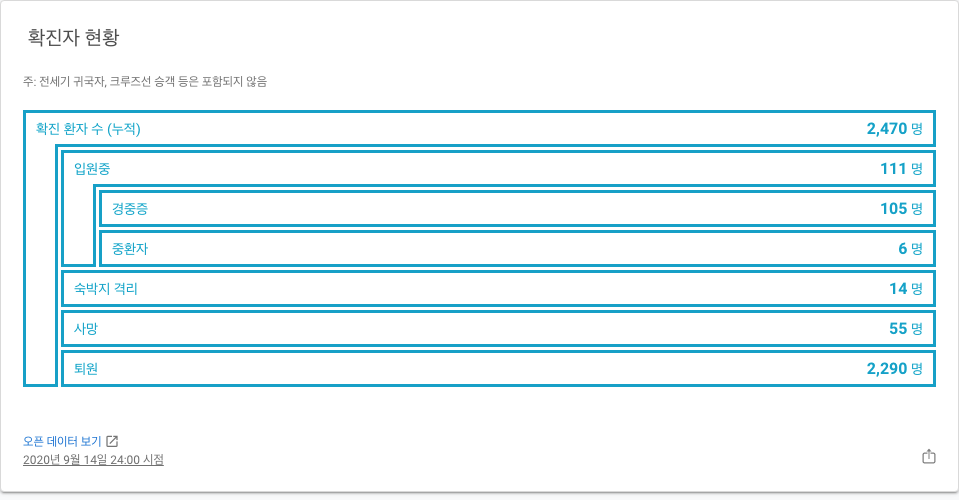 확진자 현황
주: 전세기 귀국자, 크루즈선 승객 등은 포함되지 않음
확진 환자 수 (누적) 2,470 명
입원중 111 명
경중증 105 명
중환자 6 명
숙박지 격리 14 명
사망 55 명
퇴원 2,290 명
오픈 데이터 보기
2020년 9월 14일 24:00 시점